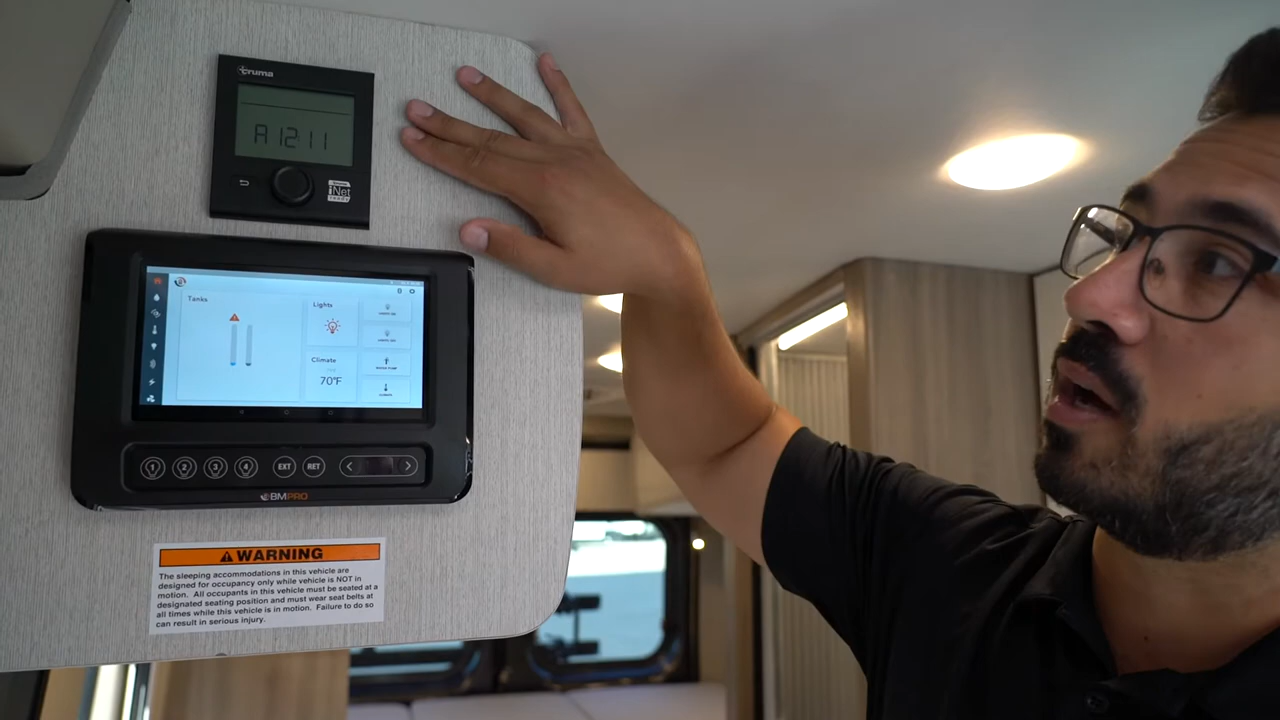 truma
A 12:11
iNet
READY
Tanks
Lights
Climate
70°F
1 2 3 4 EXT RET < >
BMPRO
WARNING
The sleeping accommodations in this vehicle are
designed for occupancy only while vehicle is NOT in
motion. All occupants in this vehicle must be seated at a
designated seating position and must wear seat belts at
all times while this vehicle is in motion. Failure to do so
can result in serious injury.